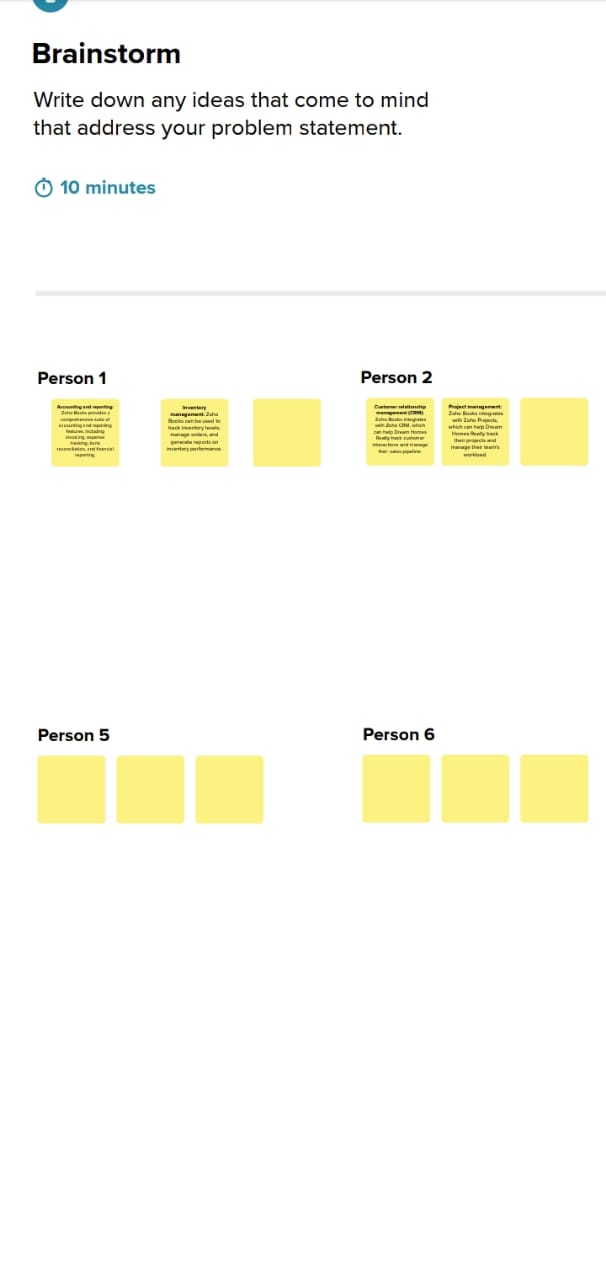 Brainstorm
Write down any ideas that come to mind
that address your problem statement.
10 minutes
Person 1
Person 2
Accounting and reporting:
Zoho Books provides a
comprehensive suite of
accounting and reporting
features, including
invoicing, expense
tracking, bank
reconciliation, and financial
reporting.
Inventory
management: Zoho
Books can be used to
track inventory levels,
manage orders, and
generate reports on
inventory performance.
Customer relationship
management (CRM):
Zoho Books integrates
with Zoho CRM, which
can help Dream Homes
Realty track customer
interactions and manage
their sales pipeline.
Project management:
Zoho Books integrates
with Zoho Projects,
which can help Dream
Homes Realty track
their projects and
manage their team's
workload.
Person 5
Person 6